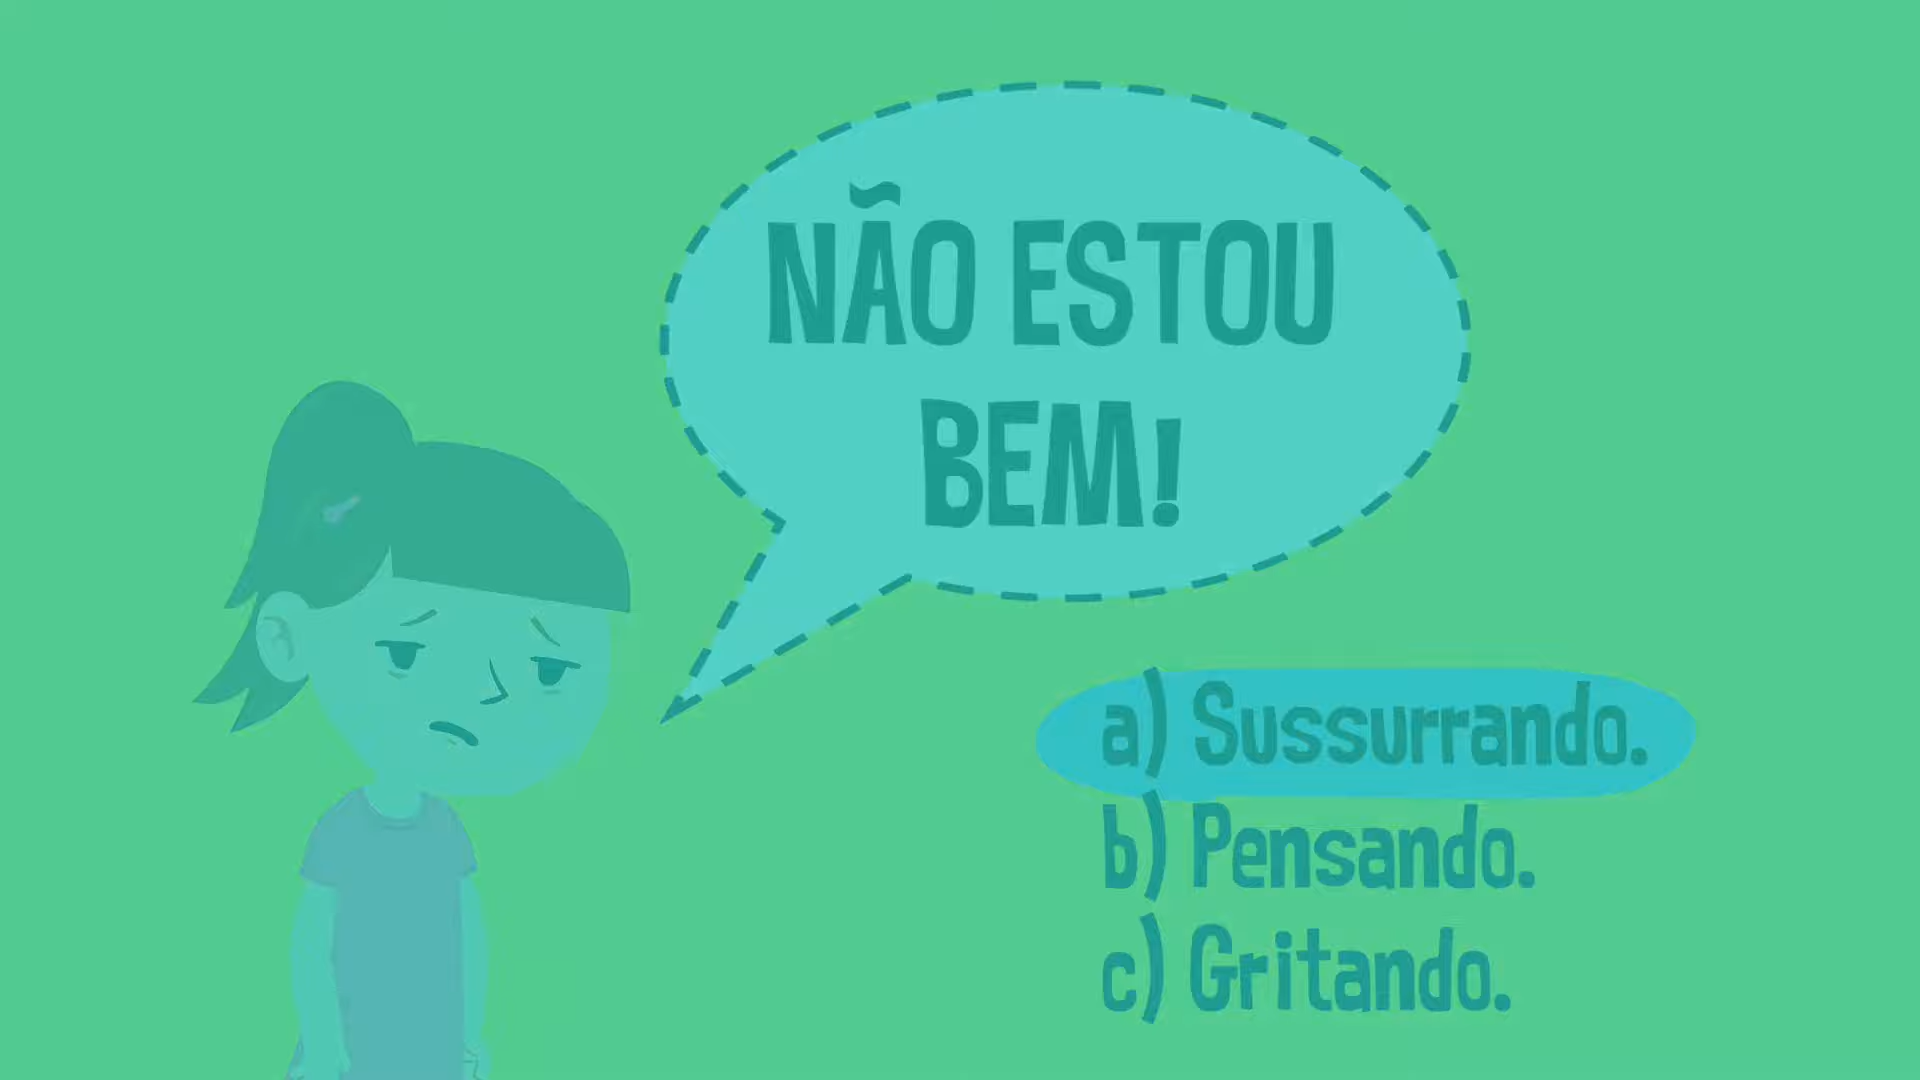 NÃO ESTOU
BEM!
a) Sussurrando.
b) Pensando.
c) Gritando.